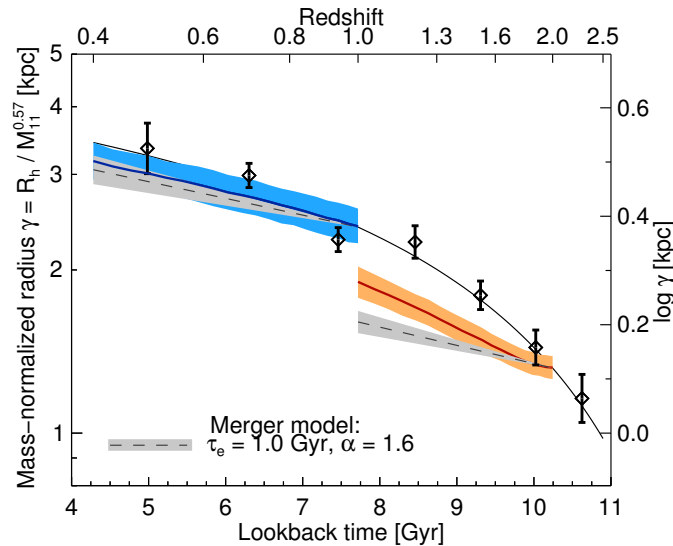 Redshift
0.4 0.6 0.8 1.0 1.3 1.6 2.0 2.5
Mass-normalized radius γ = R_h / M_11^0.57 [kpc]
5
4
3
2
1
log γ [kpc]
0.6
0.4
0.2
0.0
Merger model:
τ_e = 1.0 Gyr, α = 1.6
4 5 6 7 8 9 10 11
Lookback time [Gyr]